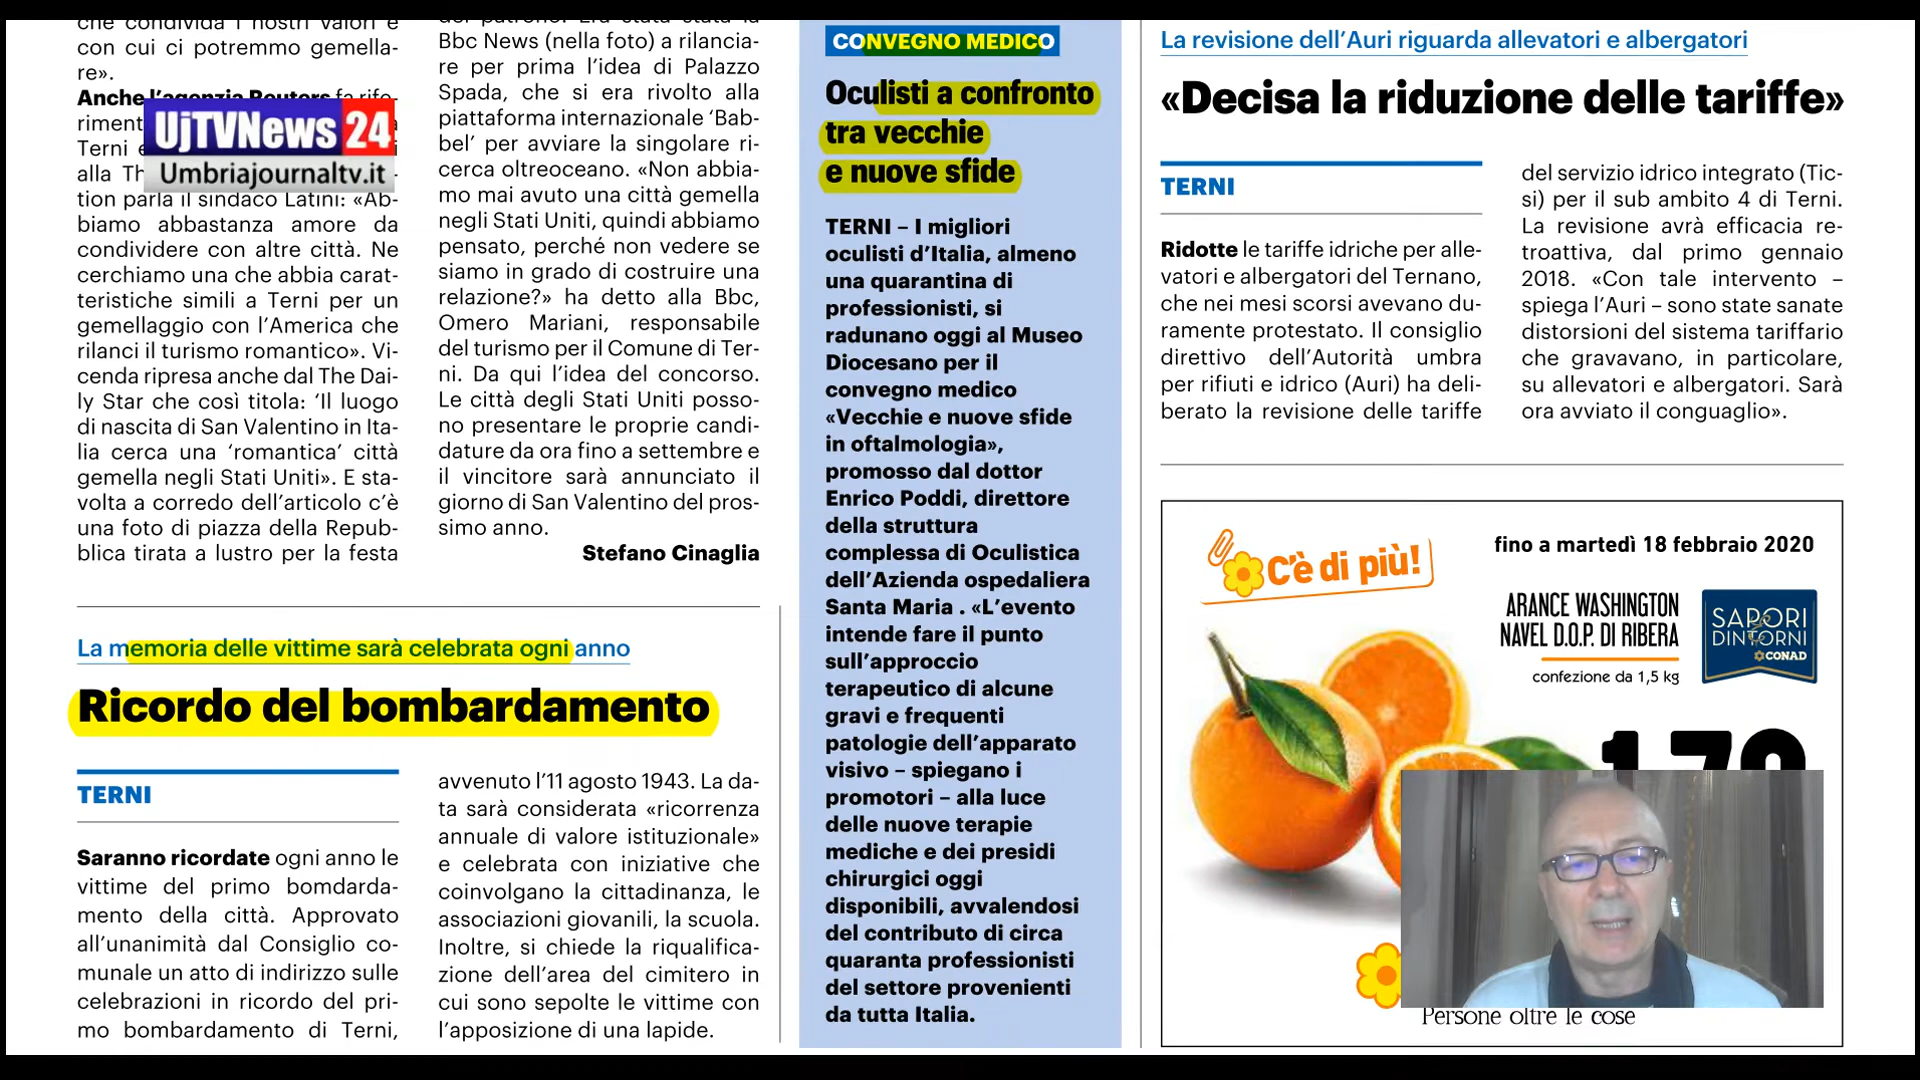 che condivida i nostri valori e
con cui ci potremmo gemella-
re».
Anche l'agenzia Reuters fa rife-
riment
Terni
alla Th
tion parla il sindaco Latini: «Ab-
biamo abbastanza amore da
condividere con altre città. Ne
cerchiamo una che abbia carat-
teristiche simili a Terni per un
gemellaggio con l'America che
rilanci il turismo romantico». Vi-
cenda ripresa anche dal The Dai-
ly Star che così titola: 'Il luogo
di nascita di San Valentino in Ita-
lia cerca una 'romantica' città
gemella negli Stati Uniti». E sta-
volta a corredo dell'articolo c'è
una foto di piazza della Repub-
blica tirata a lustro per la festa
UjTVNews 24
Umbriajournaltv.it
del patrono. Era stata stata la
Bbc News (nella foto) a rilancia-
re per prima l'idea di Palazzo
Spada, che si era rivolto alla
piattaforma internazionale 'Bab-
bel' per avviare la singolare ri-
cerca oltreoceano. «Non abbia-
mo mai avuto una città gemella
negli Stati Uniti, quindi abbiamo
pensato, perché non vedere se
siamo in grado di costruire una
relazione?» ha detto alla Bbc,
Omero Mariani, responsabile
del turismo per il Comune di Ter-
ni. Da qui l'idea del concorso.
Le città degli Stati Uniti posso-
no presentare le proprie candi-
dature da ora fino a settembre e
il vincitore sarà annunciato il
giorno di San Valentino del pros-
simo anno.
Stefano Cinaglia
La memoria delle vittime sarà celebrata ogni anno
Ricordo del bombardamento
TERNI
Saranno ricordate ogni anno le
vittime del primo bomdarda-
mento della città. Approvato
all'unanimità dal Consiglio co-
munale un atto di indirizzo sulle
celebrazioni in ricordo del pri-
mo bombardamento di Terni,
avvenuto l'11 agosto 1943. La da-
ta sarà considerata «ricorrenza
annuale di valore istituzionale»
e celebrata con iniziative che
coinvolgano la cittadinanza, le
associazioni giovanili, la scuola.
Inoltre, si chiede la riqualifica-
zione dell'area del cimitero in
cui sono sepolte le vittime con
l'apposizione di una lapide.
CONVEGNO MEDICO
Oculisti a confronto
tra vecchie
e nuove sfide
TERNI – I migliori
oculisti d'Italia, almeno
una quarantina di
professionisti, si
radunano oggi al Museo
Diocesano per il
convegno medico
«Vecchie e nuove sfide
in oftalmologia»,
promosso dal dottor
Enrico Poddi, direttore
della struttura
complessa di Oculistica
dell'Azienda ospedaliera
Santa Maria . «L'evento
intende fare il punto
sull'approccio
terapeutico di alcune
gravi e frequenti
patologie dell'apparato
visivo – spiegano i
promotori – alla luce
delle nuove terapie
mediche e dei presidi
chirurgici oggi
disponibili, avvalendosi
del contributo di circa
quaranta professionisti
del settore provenienti
da tutta Italia.
La revisione dell'Auri riguarda allevatori e albergatori
«Decisa la riduzione delle tariffe»
TERNI
Ridotte le tariffe idriche per alle-
vatori e albergatori del Ternano,
che nei mesi scorsi avevano du-
ramente protestato. Il consiglio
direttivo dell'Autorità umbra
per rifiuti e idrico (Auri) ha deli-
berato la revisione delle tariffe
del servizio idrico integrato (Tic-
si) per il sub ambito 4 di Terni.
La revisione avrà efficacia re-
troattiva, dal primo gennaio
2018. «Con tale intervento –
spiega l'Auri – sono state sanate
distorsioni del sistema tariffario
che gravavano, in particolare,
su allevatori e albergatori. Sarà
ora avviato il conguaglio».
C'è di più!
fino a martedì 18 febbraio 2020
ARANCE WASHINGTON
NAVEL D.O.P. DI RIBERA
confezione da 1,5 kg
SAPORI
&
DINTORNI
CONAD
Persone oltre le cose